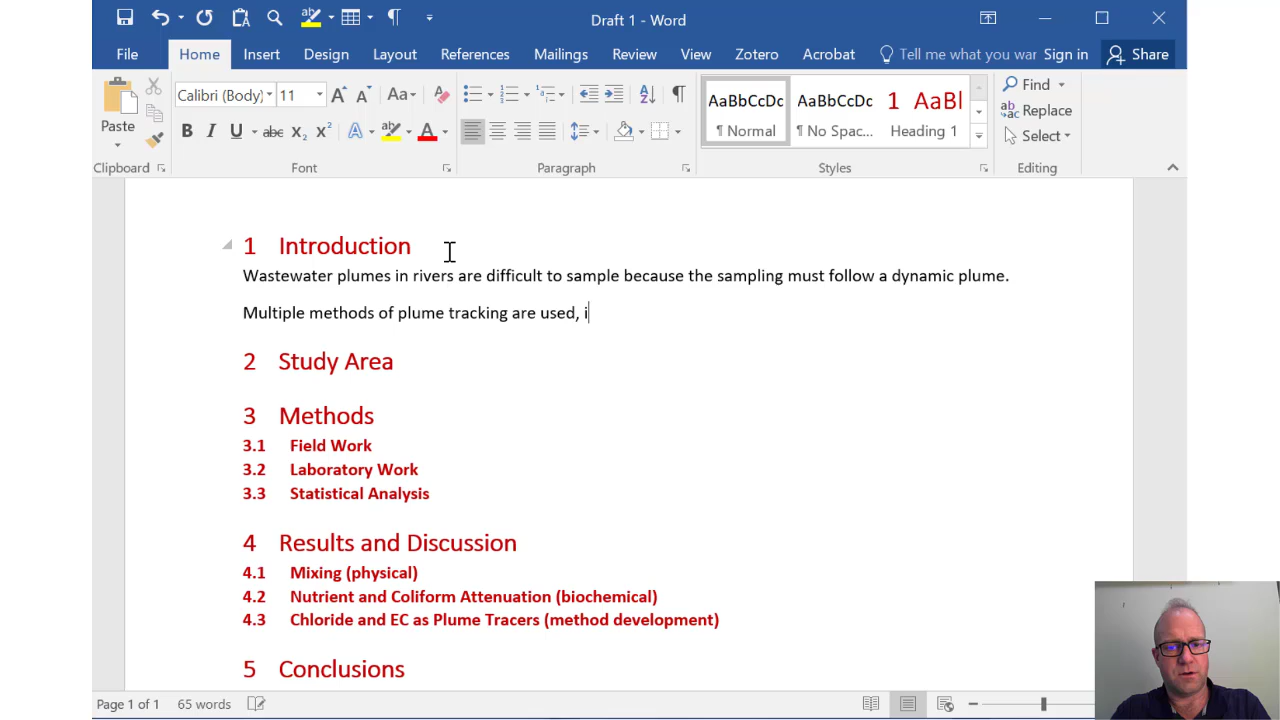 Draft 1 - Word
File Home Insert Design Layout References Mailings Review View Zotero Acrobat Tell me what you war Sign in Share
Paste
Calibri (Body) 11 Aa
B I U abc x₂ x² A A
AaBbCcDc AaBbCcDc 1 AaBl
¶ Normal ¶ No Spac... Heading 1
Find
Replace
Select
Clipboard Font Paragraph Styles Editing
1 Introduction
Wastewater plumes in rivers are difficult to sample because the sampling must follow a dynamic plume.
Multiple methods of plume tracking are used, i
2 Study Area
3 Methods
3.1 Field Work
3.2 Laboratory Work
3.3 Statistical Analysis
4 Results and Discussion
4.1 Mixing (physical)
4.2 Nutrient and Coliform Attenuation (biochemical)
4.3 Chloride and EC as Plume Tracers (method development)
5 Conclusions
Page 1 of 1 65 words